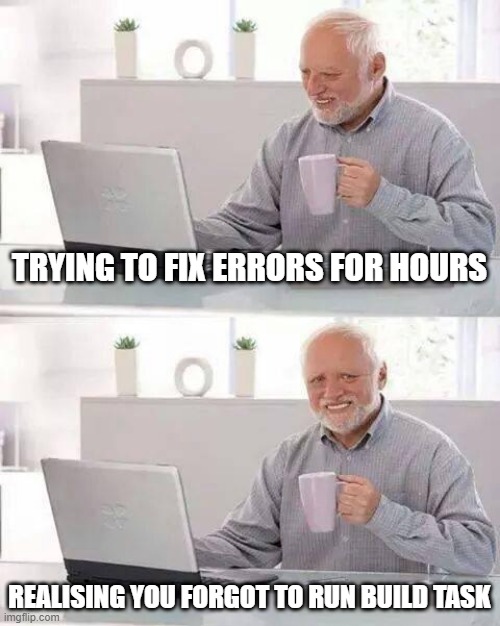 TRYING TO FIX ERRORS FOR HOURS
REALISING YOU FORGOT TO RUN BUILD TASK
imgflip.com